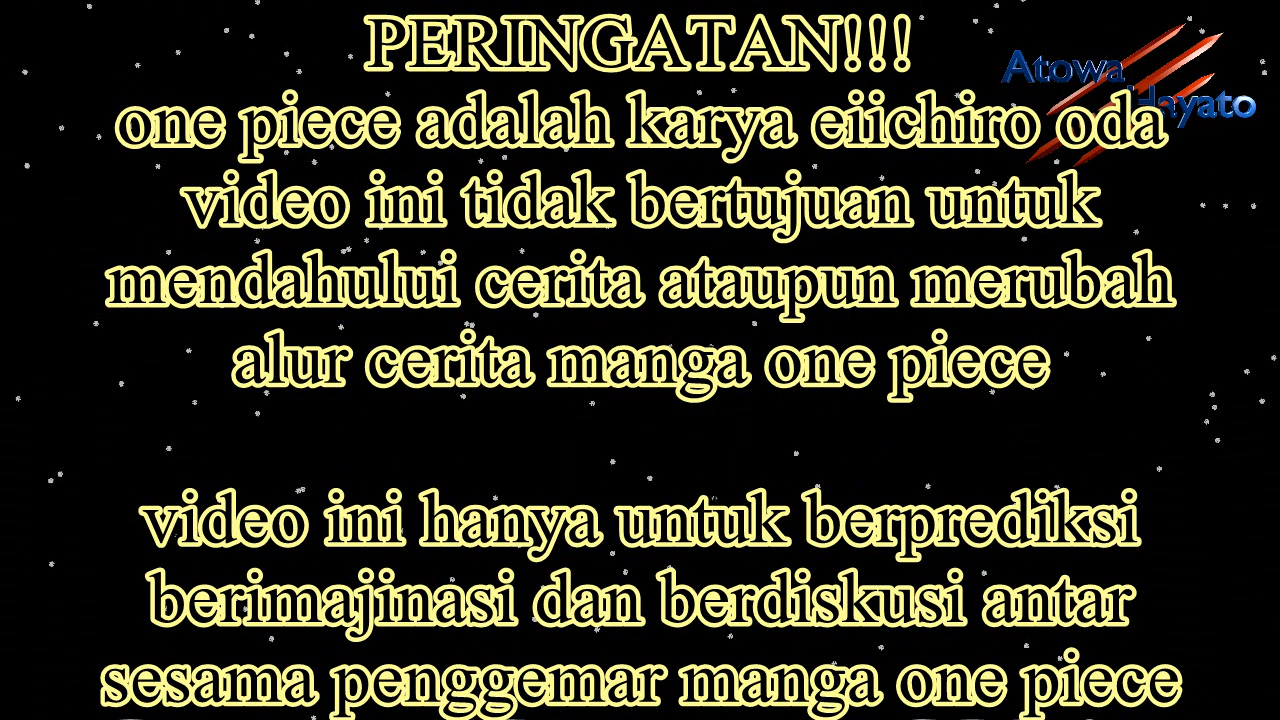 PERINGATAN!!!
Atowa
Hayato
one piece adalah karya eiichiro oda
video ini tidak bertujuan untuk
mendahului cerita ataupun merubah
alur cerita manga one piece
video ini hanya untuk berprediksi
berimajinasi dan berdiskusi antar
sesama penggemar manga one piece